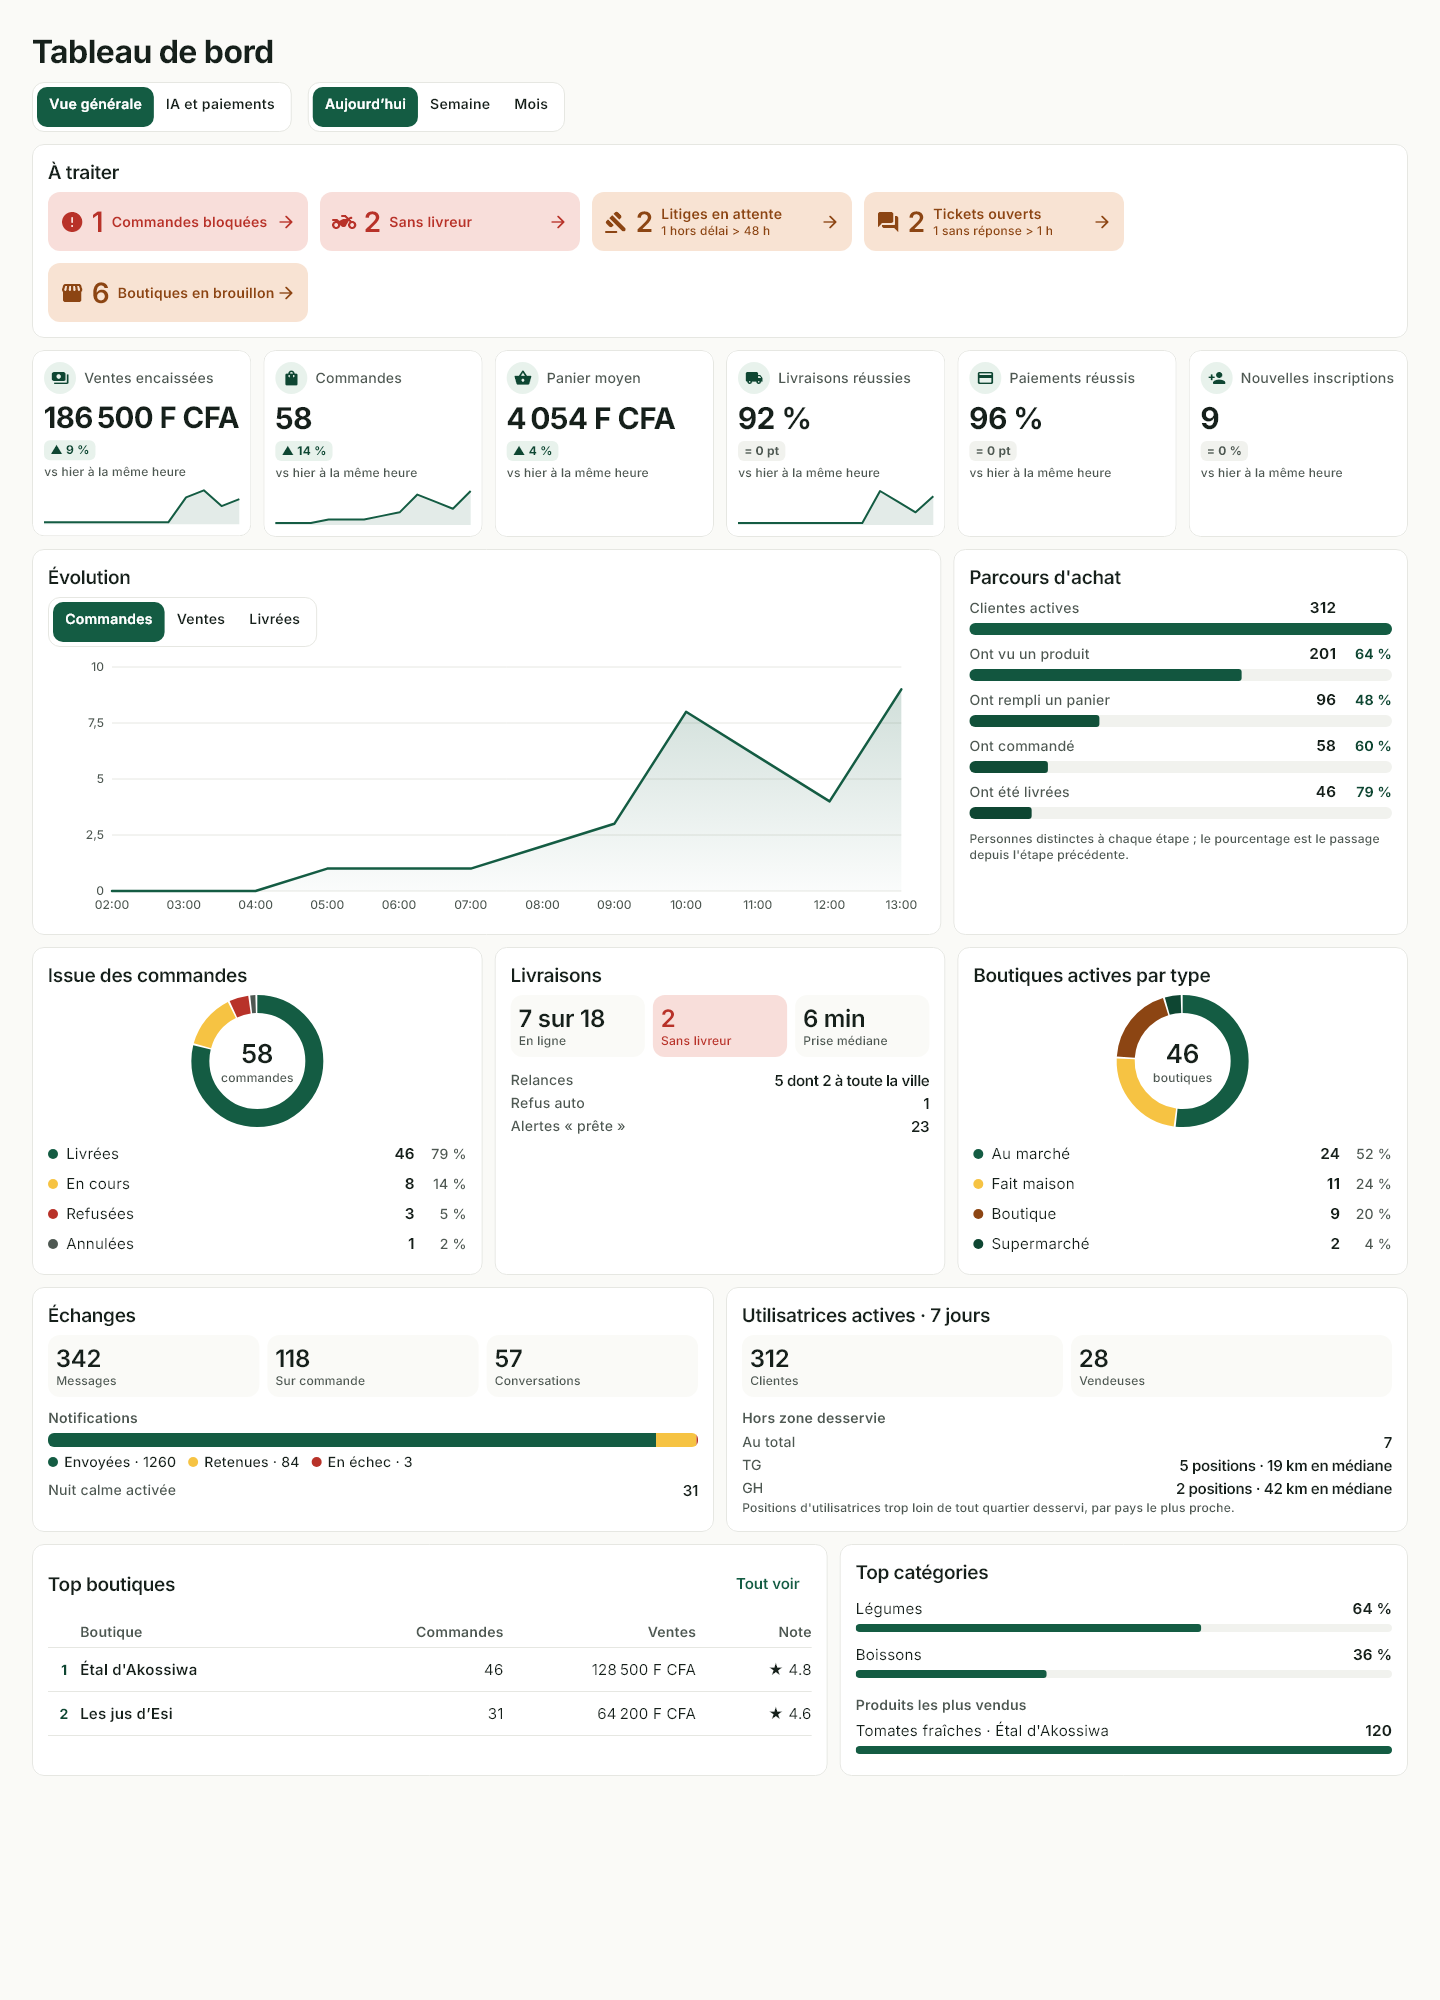 Tableau de bord
Vue générale IA et paiements Aujourd’hui Semaine Mois
À traiter
1 Commandes bloquées
2 Sans livreur
2 Litiges en attente
1 hors délai > 48 h
2 Tickets ouverts
1 sans réponse > 1 h
6 Boutiques en brouillon
Ventes encaissées
186 500 F CFA
▲ 9 %
vs hier à la même heure
Commandes
58
▲ 14 %
vs hier à la même heure
Panier moyen
4 054 F CFA
▲ 4 %
vs hier à la même heure
Livraisons réussies
92 %
= 0 pt
vs hier à la même heure
Paiements réussis
96 %
= 0 pt
vs hier à la même heure
Nouvelles inscriptions
9
= 0 %
vs hier à la même heure
Évolution
Commandes Ventes Livrées
10
7,5
5
2,5
0
02:00 03:00 04:00 05:00 06:00 07:00 08:00 09:00 10:00 11:00 12:00 13:00
Parcours d'achat
Clientes actives 312
Ont vu un produit 201 64 %
Ont rempli un panier 96 48 %
Ont commandé 58 60 %
Ont été livrées 46 79 %
Personnes distinctes à chaque étape ; le pourcentage est le passage
depuis l'étape précédente.
Issue des commandes
58
commandes
Livrées 46 79 %
En cours 8 14 %
Refusées 3 5 %
Annulées 1 2 %
Livraisons
7 sur 18
En ligne
2
Sans livreur
6 min
Prise médiane
Relances 5 dont 2 à toute la ville
Refus auto 1
Alertes « prête » 23
Boutiques actives par type
46
boutiques
Au marché 24 52 %
Fait maison 11 24 %
Boutique 9 20 %
Supermarché 2 4 %
Échanges
342
Messages
118
Sur commande
57
Conversations
Notifications
Envoyées · 1260 Retenues · 84 En échec · 3
Nuit calme activée 31
Utilisatrices actives · 7 jours
312
Clientes
28
Vendeuses
Hors zone desservie
Au total 7
TG 5 positions · 19 km en médiane
GH 2 positions · 42 km en médiane
Positions d'utilisatrices trop loin de tout quartier desservi, par pays le plus proche.
Top boutiques Tout voir
Boutique Commandes Ventes Note
1 Étal d'Akossiwa 46 128 500 F CFA ★ 4.8
2 Les jus d’Esi 31 64 200 F CFA ★ 4.6
Top catégories
Légumes 64 %
Boissons 36 %
Produits les plus vendus
Tomates fraîches · Étal d'Akossiwa 120